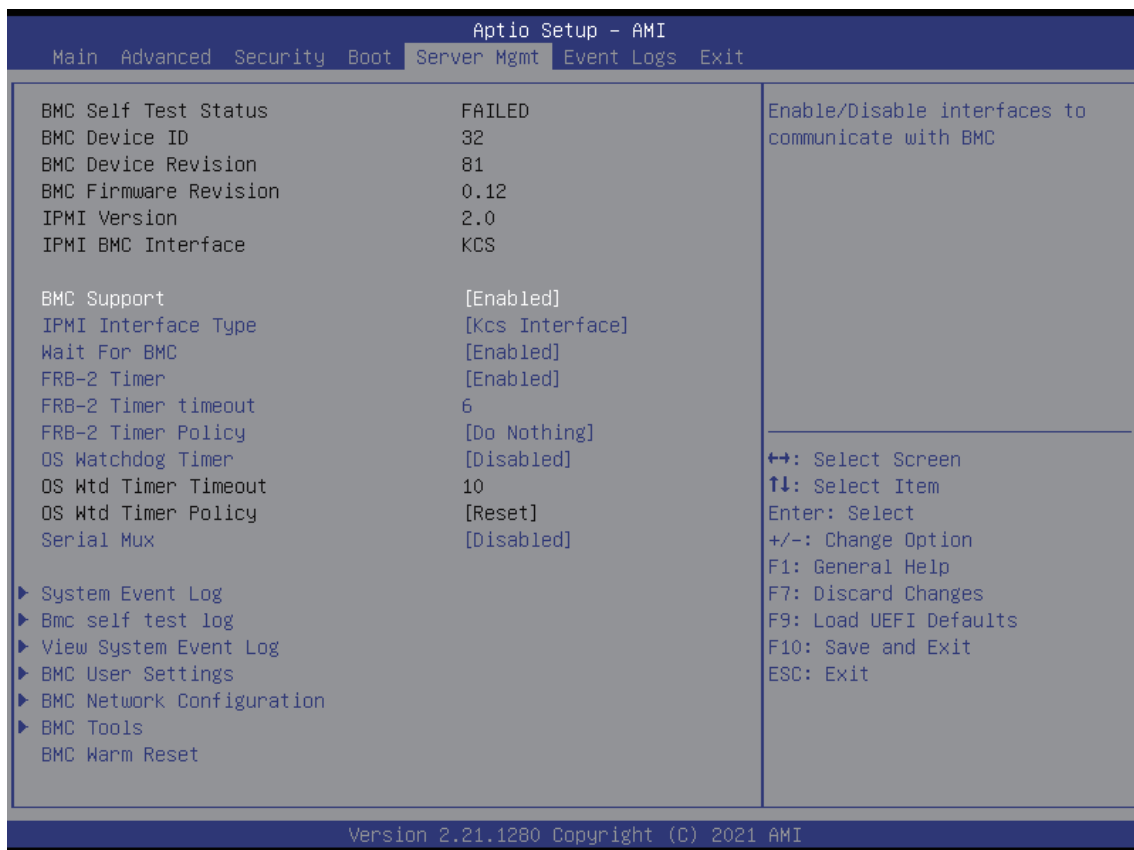 Aptio Setup – AMI
Main Advanced Security Boot Server Mgmt Event Logs Exit
BMC Self Test Status FAILED
BMC Device ID 32
BMC Device Revision 81
BMC Firmware Revision 0.12
IPMI Version 2.0
IPMI BMC Interface KCS
BMC Support [Enabled]
IPMI Interface Type [Kcs Interface]
Wait For BMC [Enabled]
FRB-2 Timer [Enabled]
FRB-2 Timer timeout 6
FRB-2 Timer Policy [Do Nothing]
OS Watchdog Timer [Disabled]
OS Wtd Timer Timeout 10
OS Wtd Timer Policy [Reset]
Serial Mux [Disabled]
System Event Log
Bmc self test log
View System Event Log
BMC User Settings
BMC Network Configuration
BMC Tools
BMC Warm Reset
Enable/Disable interfaces to
communicate with BMC
↔: Select Screen
↑↓: Select Item
Enter: Select
+/-: Change Option
F1: General Help
F7: Discard Changes
F9: Load UEFI Defaults
F10: Save and Exit
ESC: Exit
Version 2.21.1280 Copyright (C) 2021 AMI